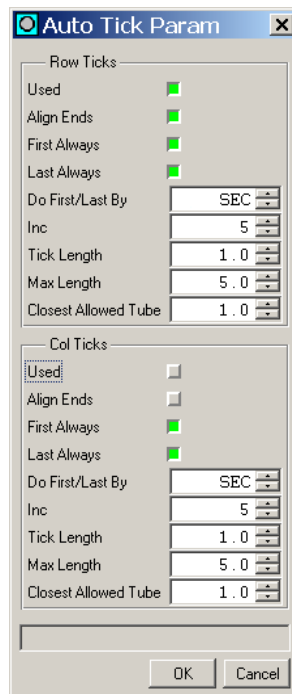 Auto Tick Param
Row Ticks
Used
Align Ends
First Always
Last Always
Do First/Last By SEC
Inc 5
Tick Length 1.0
Max Length 5.0
Closest Allowed Tube 1.0
Col Ticks
Used
Align Ends
First Always
Last Always
Do First/Last By SEC
Inc 5
Tick Length 1.0
Max Length 5.0
Closest Allowed Tube 1.0
OK Cancel